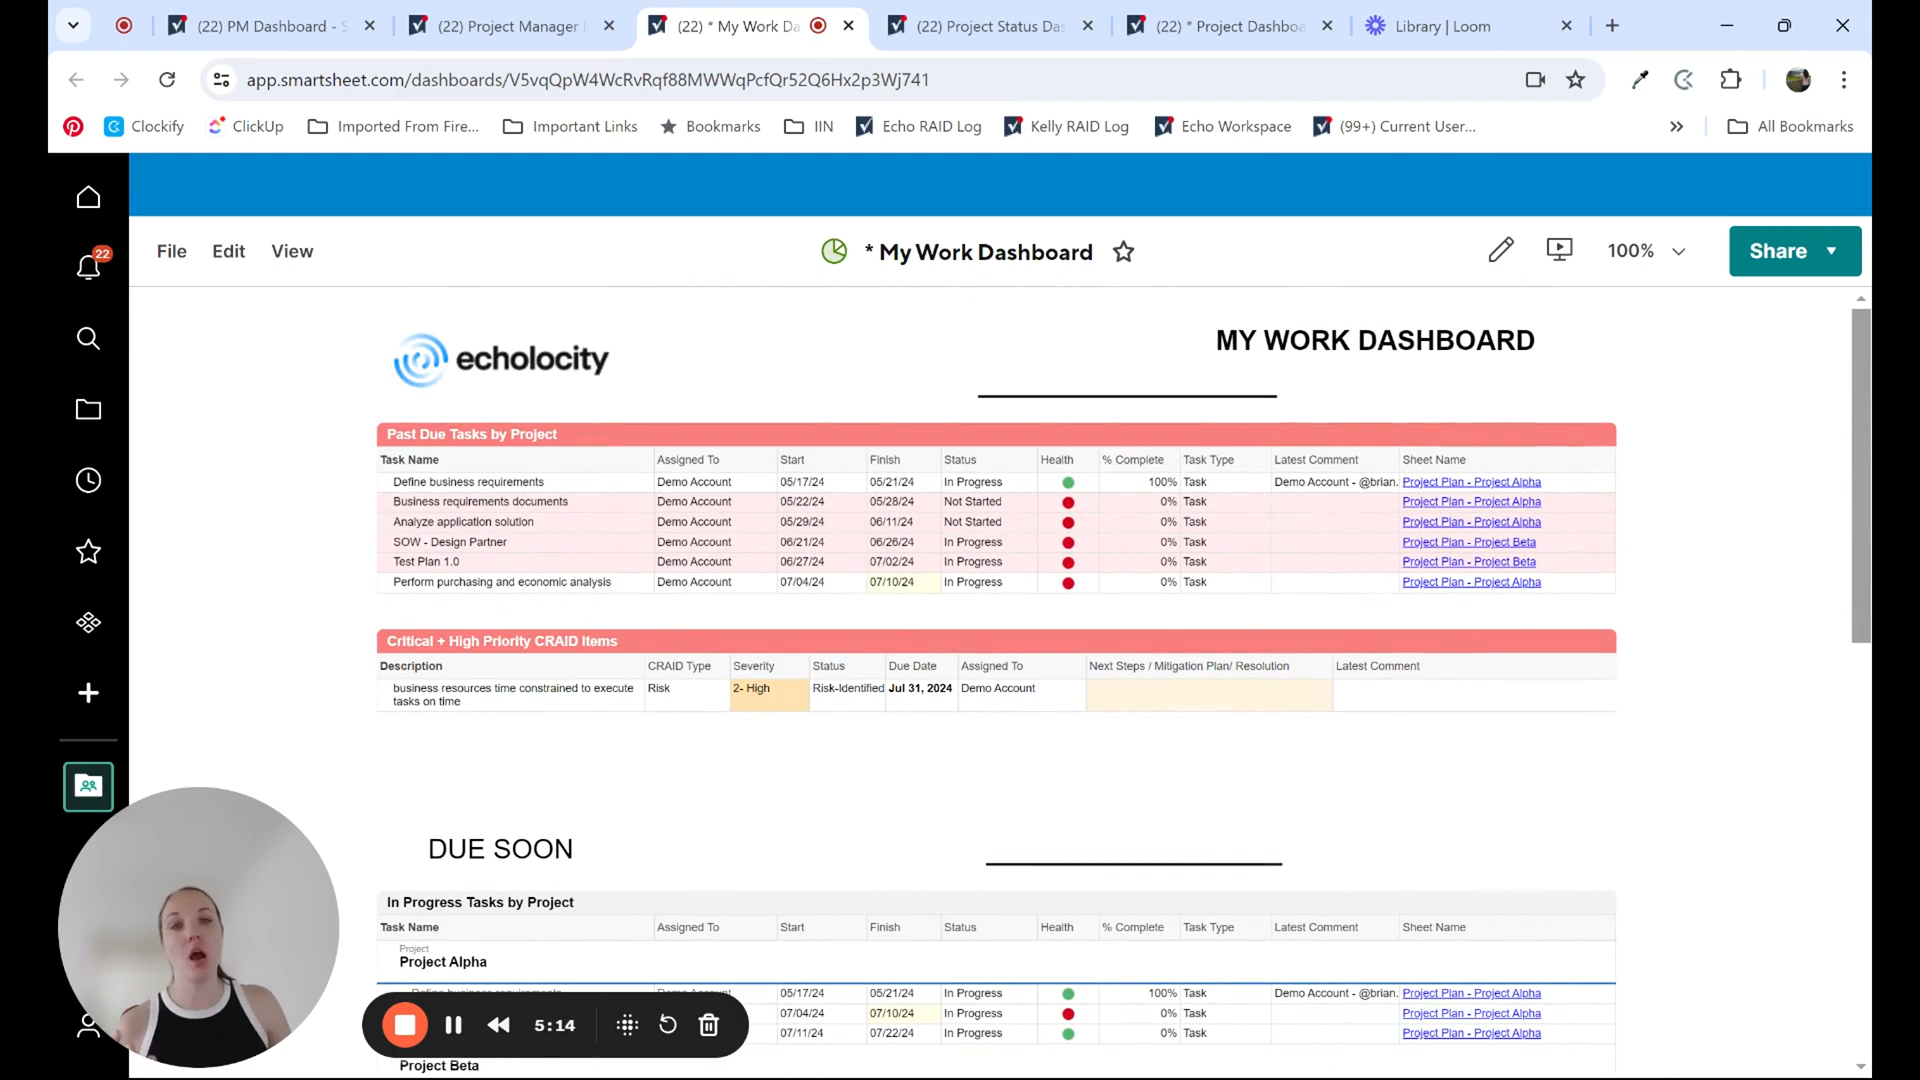 (22) PM Dashboard - S
(22) Project Manager D
(22) * My Work Da
(22) Project Status Das
(22) * Project Dashboa
Library | Loom
app.smartsheet.com/dashboards/V5vqQpW4WcRvRqf88MWWqPcfQr52Q6Hx2p3Wj741
Clockify
ClickUp
Imported From Fire...
Important Links
Bookmarks
IIN
Echo RAID Log
Kelly RAID Log
Echo Workspace
(99+) Current User...
All Bookmarks
22
File Edit View
* My Work Dashboard
100%
Share
echolocity
MY WORK DASHBOARD
Past Due Tasks by Project
Task Name Assigned To Start Finish Status Health % Complete Task Type Latest Comment Sheet Name
Define business requirements Demo Account 05/17/24 05/21/24 In Progress 100% Task Demo Account - @brian. Project Plan - Project Alpha
Business requirements documents Demo Account 05/22/24 05/28/24 Not Started 0% Task Project Plan - Project Alpha
Analyze application solution Demo Account 05/29/24 06/11/24 Not Started 0% Task Project Plan - Project Alpha
SOW - Design Partner Demo Account 06/21/24 06/26/24 In Progress 0% Task Project Plan - Project Beta
Test Plan 1.0 Demo Account 06/27/24 07/02/24 In Progress 0% Task Project Plan - Project Beta
Perform purchasing and economic analysis Demo Account 07/04/24 07/10/24 In Progress 0% Task Project Plan - Project Alpha
Critical + High Priority CRAID Items
Description CRAID Type Severity Status Due Date Assigned To Next Steps / Mitigation Plan/ Resolution Latest Comment
business resources time constrained to execute Risk 2- High Risk-Identified Jul 31, 2024 Demo Account
tasks on time
DUE SOON
In Progress Tasks by Project
Task Name Assigned To Start Finish Status Health % Complete Task Type Latest Comment Sheet Name
Project
Project Alpha
Define business requirements Demo Account 05/17/24 05/21/24 In Progress 100% Task Demo Account - @brian. Project Plan - Project Alpha
07/04/24 07/10/24 In Progress 0% Task Project Plan - Project Alpha
07/11/24 07/22/24 In Progress 0% Task Project Plan - Project Alpha
5:14
Project Beta